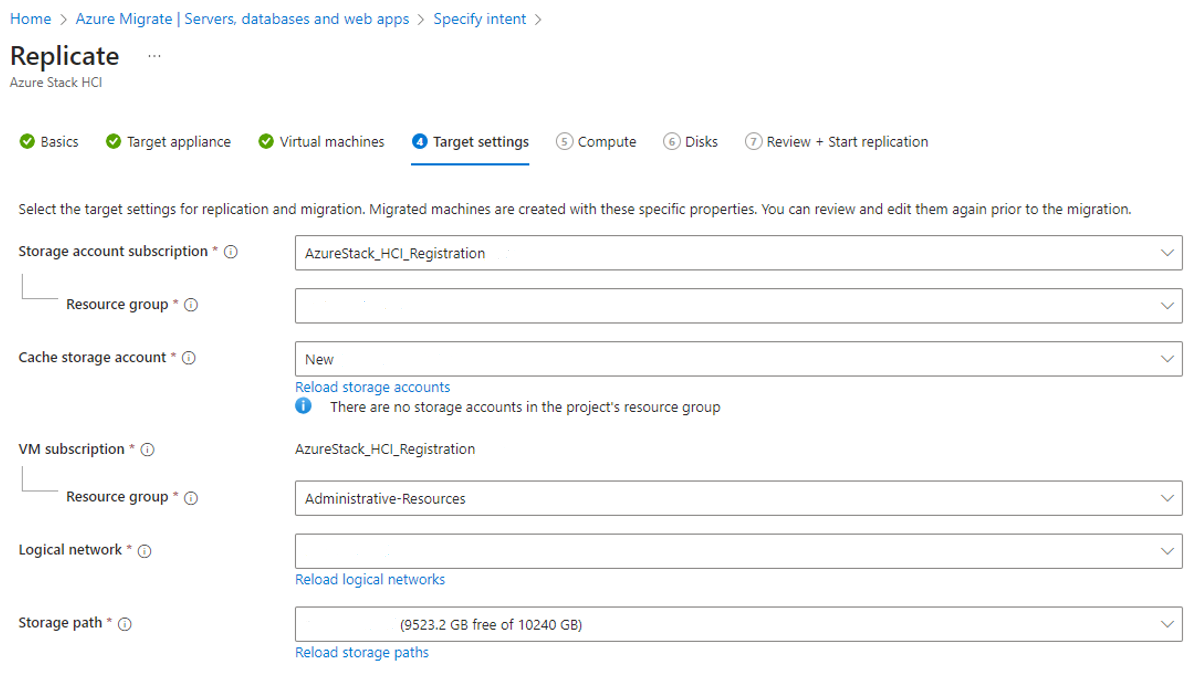 Home > Azure Migrate | Servers, databases and web apps > Specify intent >
Replicate ...
Azure Stack HCI
Basics Target appliance Virtual machines 4 Target settings 5 Compute 6 Disks 7 Review + Start replication
Select the target settings for replication and migration. Migrated machines are created with these specific properties. You can review and edit them again prior to the migration.
Storage account subscription * AzureStack_HCI_Registration
Resource group *
Cache storage account * New
Reload storage accounts
There are no storage accounts in the project's resource group
VM subscription * AzureStack_HCI_Registration
Resource group * Administrative-Resources
Logical network *
Reload logical networks
Storage path * (9523.2 GB free of 10240 GB)
Reload storage paths